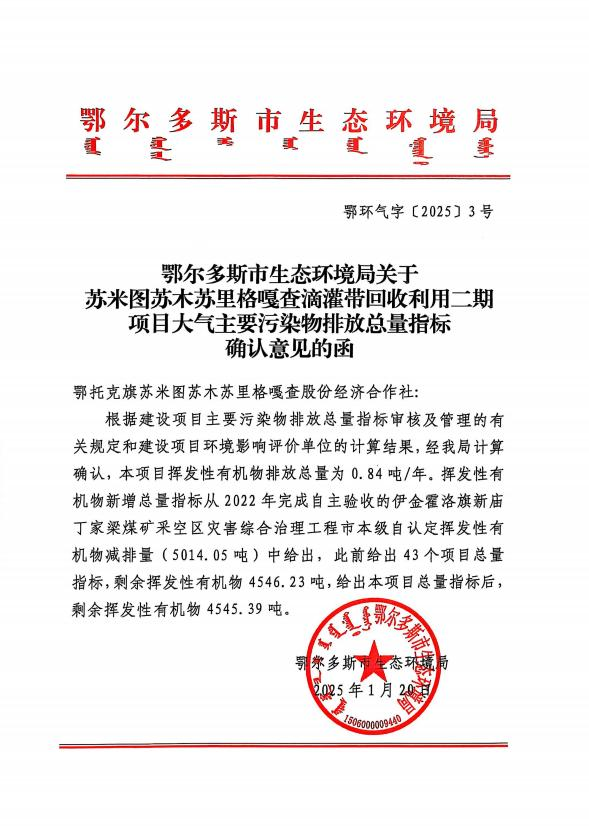 鄂尔多斯市生态环境局
鄂环气字〔2025〕3号
鄂尔多斯市生态环境局关于
苏米图苏木苏里格嘎查滴灌带回收利用二期
项目大气主要污染物排放总量指标
确认意见的函
鄂托克旗苏米图苏木苏里格嘎查股份经济合作社:
根据建设项目主要污染物排放总量指标审核及管理的有
关规定和建设项目环境影响评价单位的计算结果,经我局计算
确认,本项目挥发性有机物排放总量为0.84吨/年。挥发性有
机物新增总量指标从2022年完成自主验收的伊金霍洛旗新庙
丁家梁煤矿采空区灾害综合治理工程市本级自认定挥发性有
机物减排量(5014.05吨)中给出,此前给出43个项目总量
指标,剩余挥发性有机物4546.23吨,给出本项目总量指标后,
剩余挥发性有机物4545.39吨。
鄂尔多斯市生态环境局
2025年1月20日
鄂尔多斯市生态环境局
1506000009440